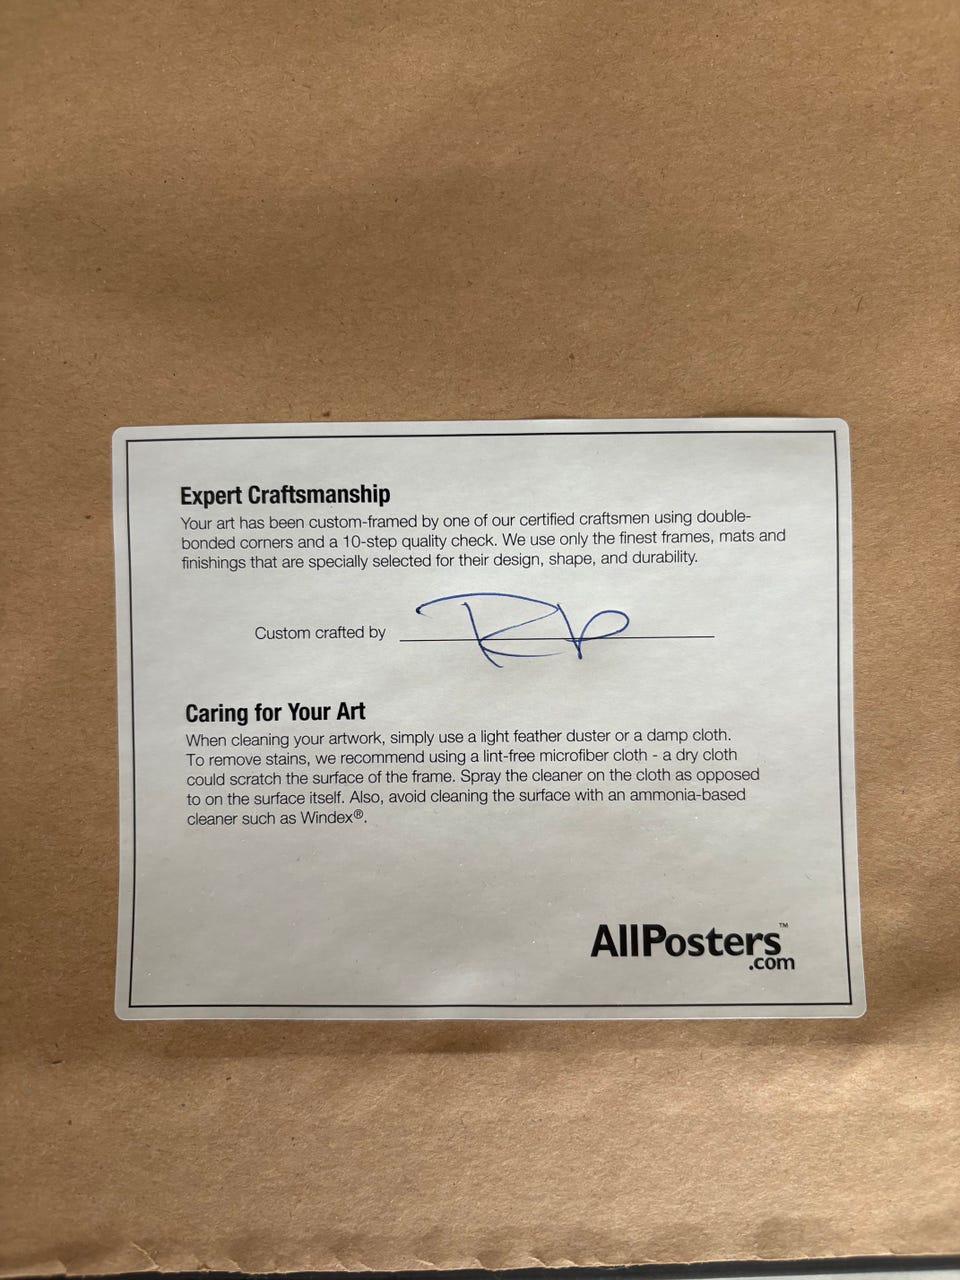 Expert Craftsmanship
Your art has been custom-framed by one of our certified craftsmen using double-
bonded corners and a 10-step quality check. We use only the finest frames, mats and
finishings that are specially selected for their design, shape, and durability.
Custom crafted by
Caring for Your Art
When cleaning your artwork, simply use a light feather duster or a damp cloth.
To remove stains, we recommend using a lint-free microfiber cloth - a dry cloth
could scratch the surface of the frame. Spray the cleaner on the cloth as opposed
to on the surface itself. Also, avoid cleaning the surface with an ammonia-based
cleaner such as Windex®.
AllPosters™
.com